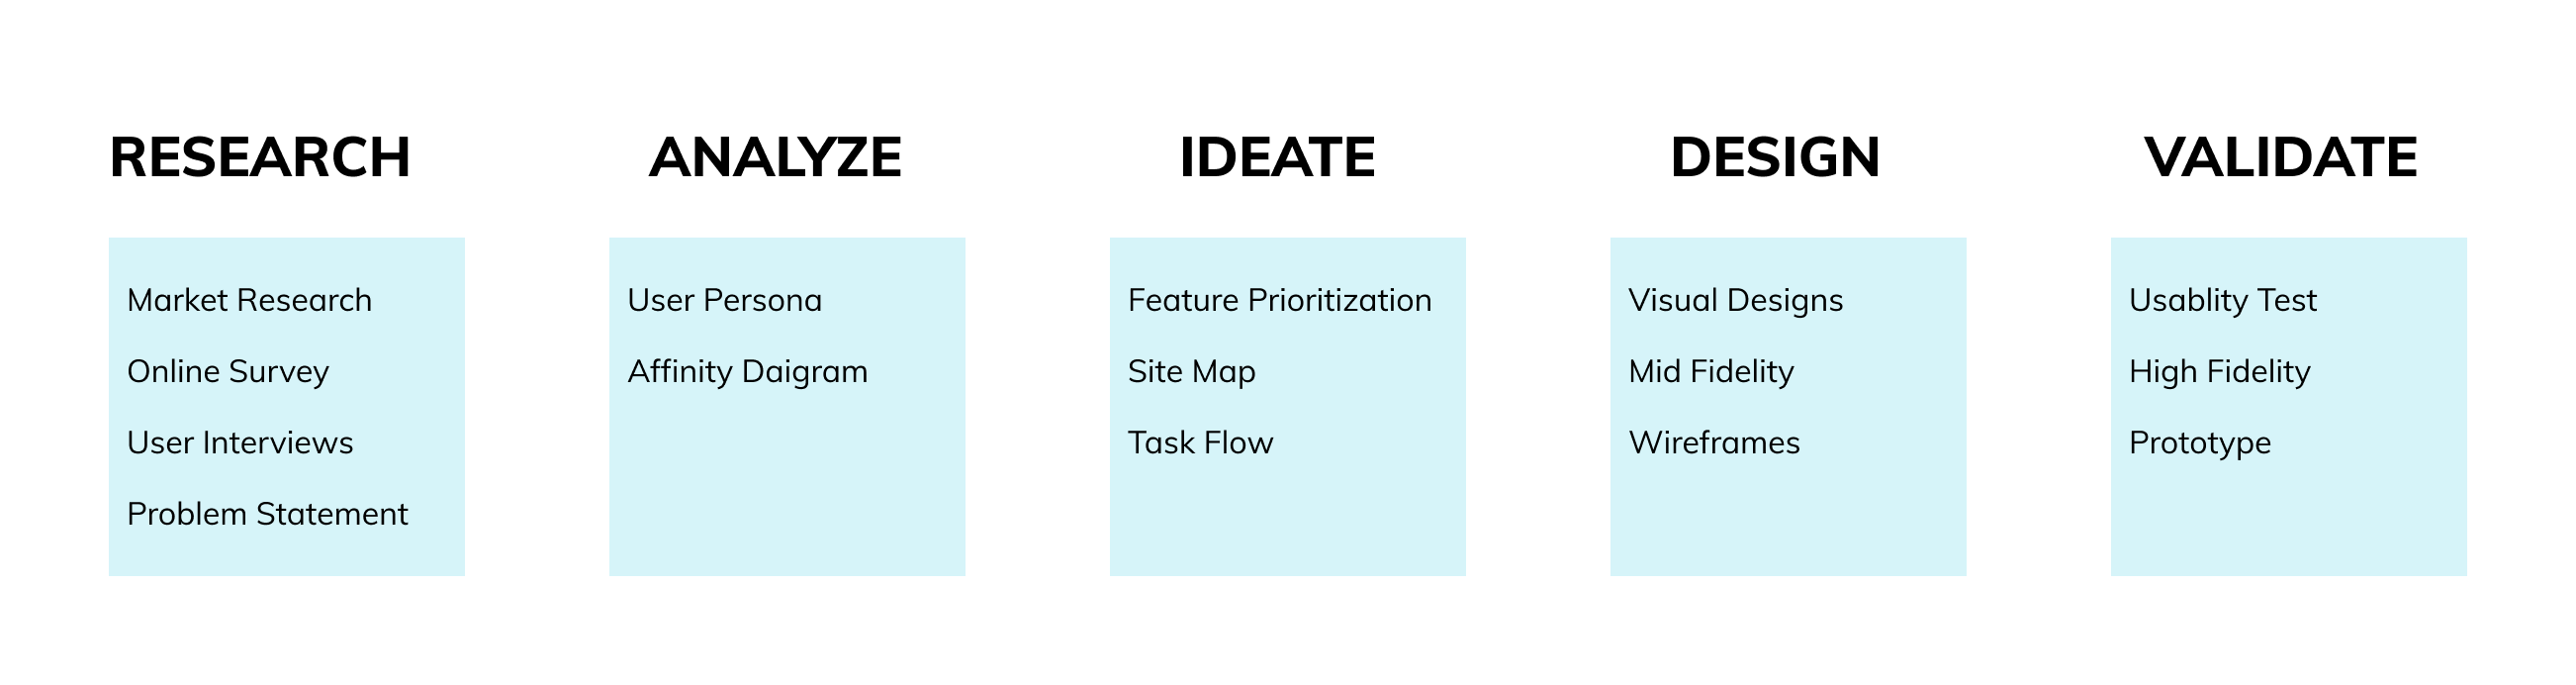 RESEARCH
Market Research
Online Survey
User Interviews
Problem Statement
ANALYZE
User Persona
Affinity Daigram
IDEATE
Feature Prioritization
Site Map
Task Flow
DESIGN
Visual Designs
Mid Fidelity
Wireframes
VALIDATE
Usablity Test
High Fidelity
Prototype